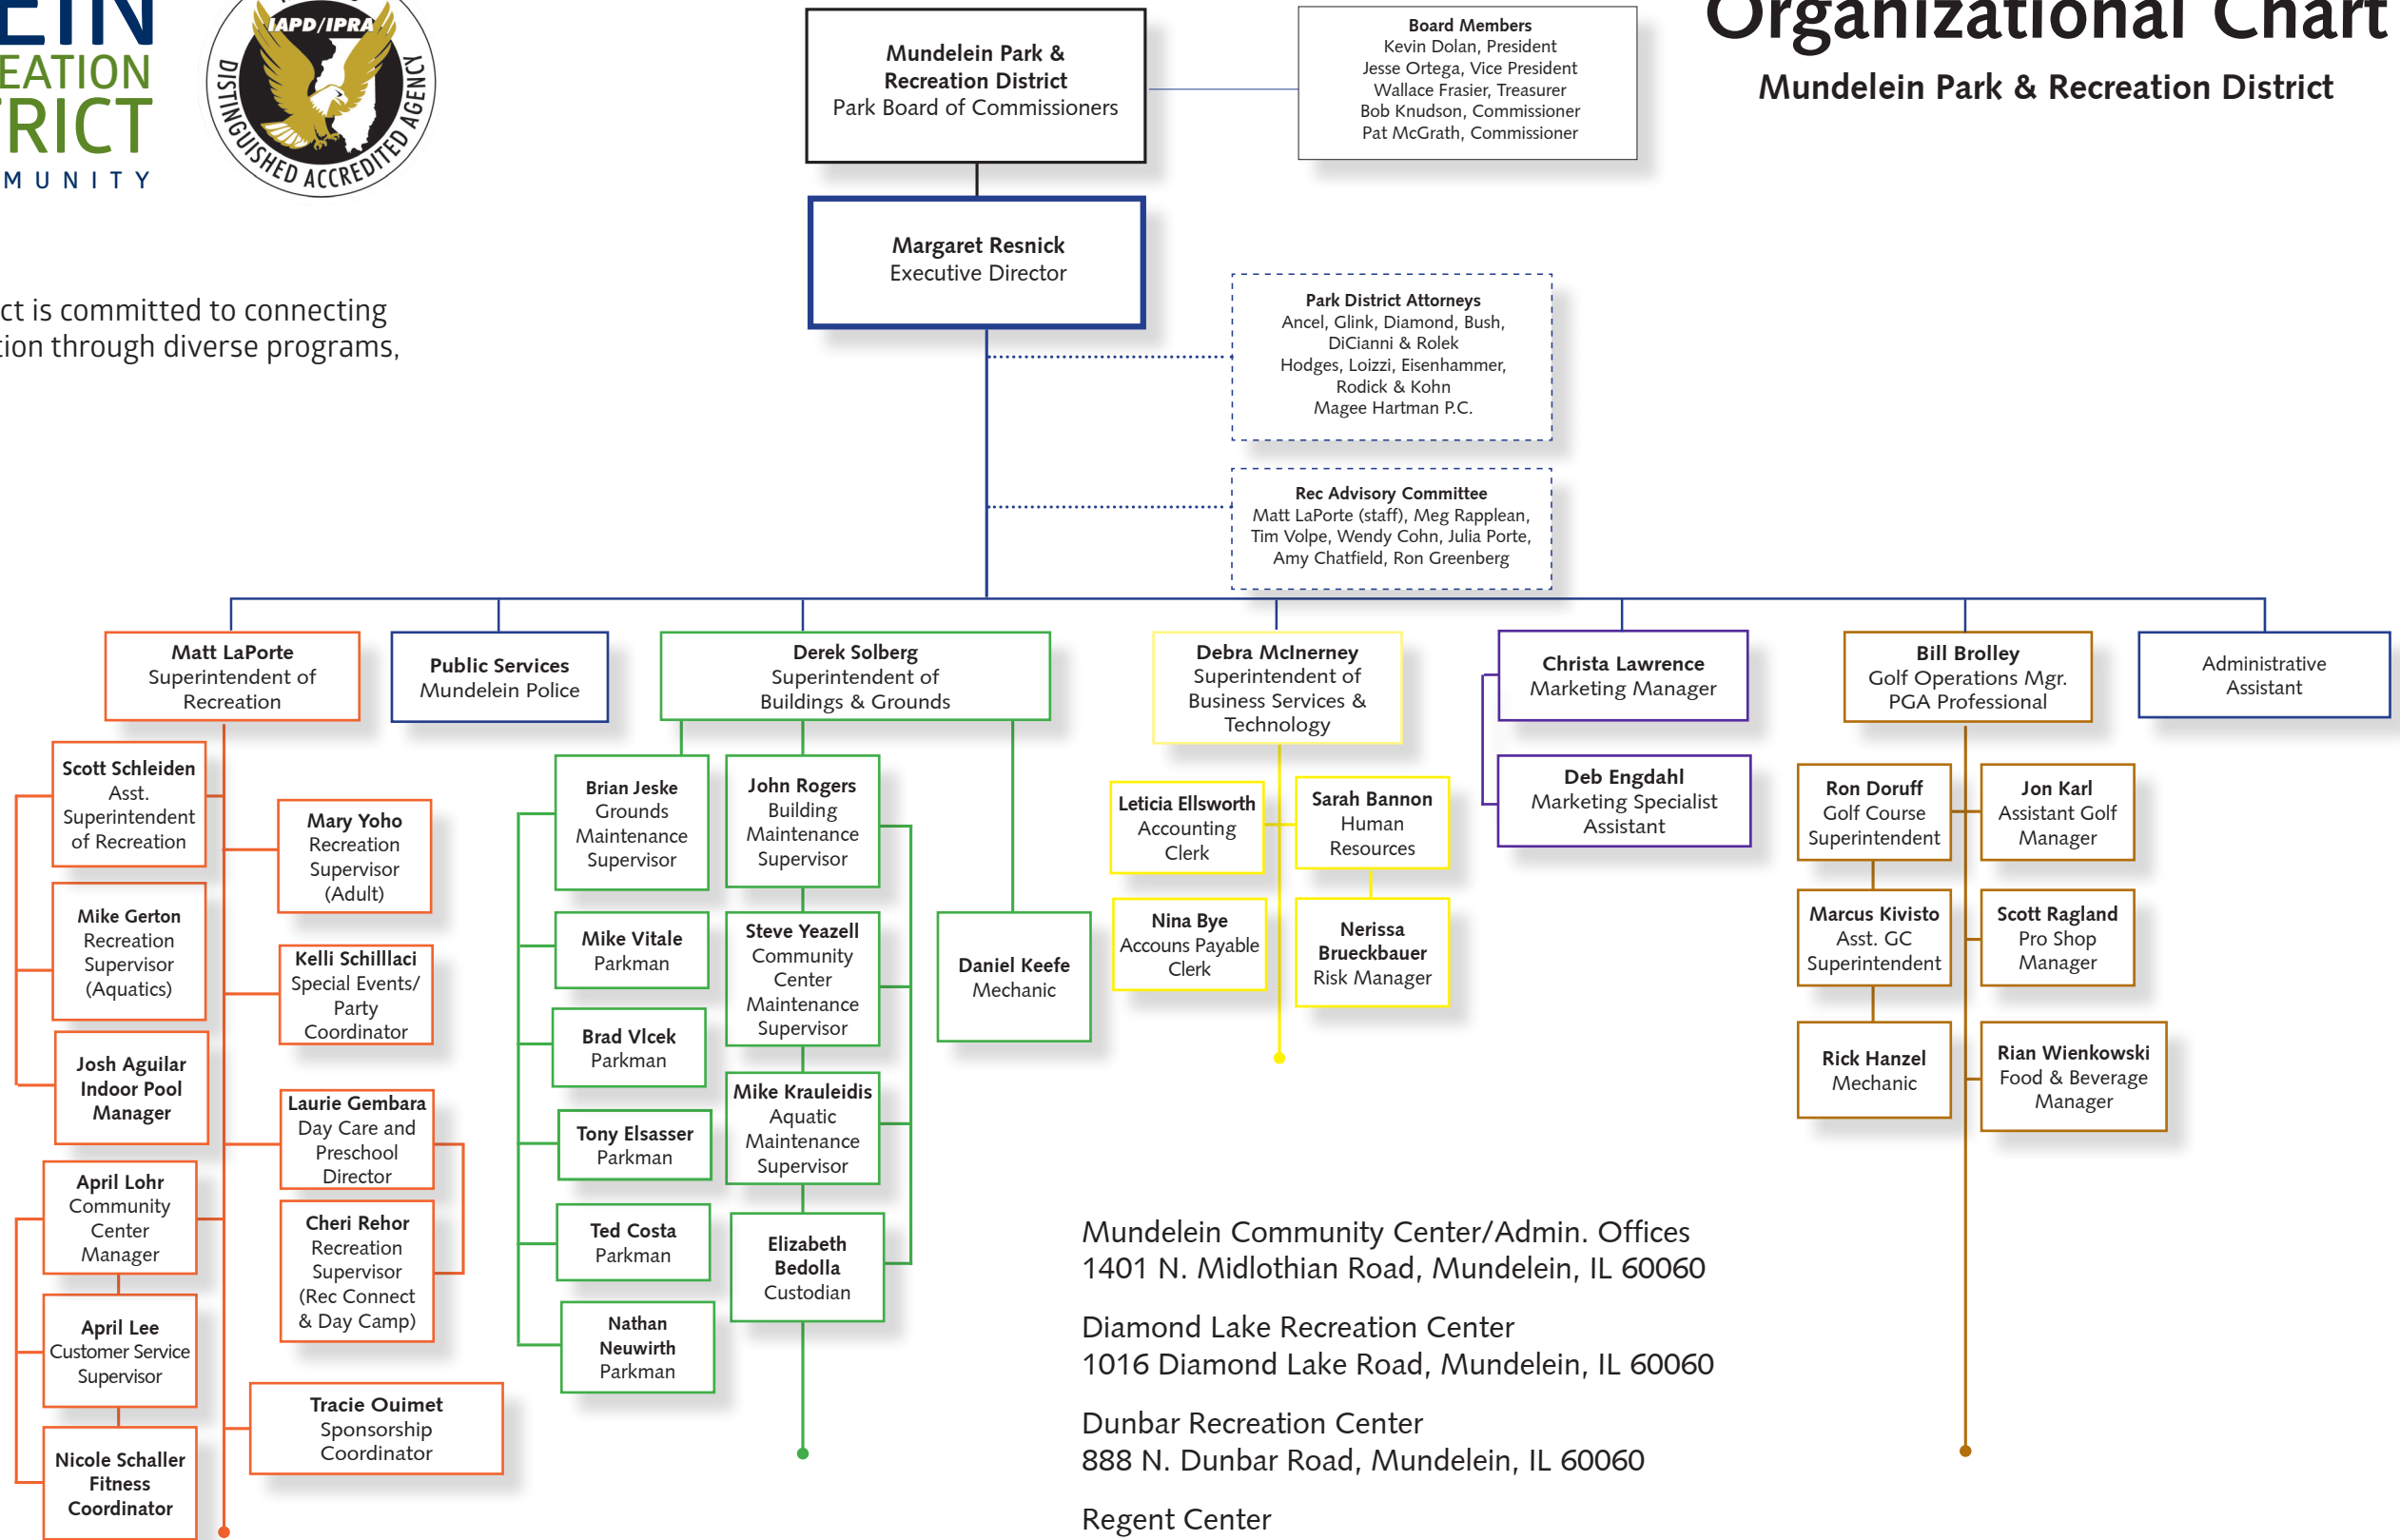 EIN
EATION
TRICT
MUNITY
IAPD/IPRA
DISTINGUISHED ACCREDITED AGENCY
Organizational Chart
Mundelein Park & Recreation District
Mundelein Park &
Recreation District
Park Board of Commissioners
Board Members
Kevin Dolan, President
Jesse Ortega, Vice President
Wallace Frasier, Treasurer
Bob Knudson, Commissioner
Pat McGrath, Commissioner
Margaret Resnick
Executive Director
ct is committed to connecting
tion through diverse programs,
Park District Attorneys
Ancel, Glink, Diamond, Bush,
DiCianni & Rolek
Hodges, Loizzi, Eisenhammer,
Rodick & Kohn
Magee Hartman P.C.
Rec Advisory Committee
Matt LaPorte (staff), Meg Rapplean,
Tim Volpe, Wendy Cohn, Julia Porte,
Amy Chatfield, Ron Greenberg
Matt LaPorte
Superintendent of
Recreation
Public Services
Mundelein Police
Derek Solberg
Superintendent of
Buildings & Grounds
Debra McInerney
Superintendent of
Business Services &
Technology
Christa Lawrence
Marketing Manager
Bill Brolley
Golf Operations Mgr.
PGA Professional
Administrative
Assistant
Scott Schleiden
Asst.
Superintendent
of Recreation
Mike Gerton
Recreation
Supervisor
(Aquatics)
Josh Aguilar
Indoor Pool
Manager
April Lohr
Community
Center
Manager
April Lee
Customer Service
Supervisor
Nicole Schaller
Fitness
Coordinator
Mary Yoho
Recreation
Supervisor
(Adult)
Kelli Schilllaci
Special Events/
Party
Coordinator
Laurie Gembara
Day Care and
Preschool
Director
Cheri Rehor
Recreation
Supervisor
(Rec Connect
& Day Camp)
Tracie Ouimet
Sponsorship
Coordinator
Brian Jeske
Grounds
Maintenance
Supervisor
Mike Vitale
Parkman
Brad Vlcek
Parkman
Tony Elsasser
Parkman
Ted Costa
Parkman
Nathan
Neuwirth
Parkman
John Rogers
Building
Maintenance
Supervisor
Steve Yeazell
Community
Center
Maintenance
Supervisor
Mike Krauleidis
Aquatic
Maintenance
Supervisor
Elizabeth
Bedolla
Custodian
Daniel Keefe
Mechanic
Leticia Ellsworth
Accounting
Clerk
Nina Bye
Accouns Payable
Clerk
Sarah Bannon
Human
Resources
Nerissa
Brueckbauer
Risk Manager
Deb Engdahl
Marketing Specialist
Assistant
Ron Doruff
Golf Course
Superintendent
Marcus Kivisto
Asst. GC
Superintendent
Rick Hanzel
Mechanic
Jon Karl
Assistant Golf
Manager
Scott Ragland
Pro Shop
Manager
Rian Wienkowski
Food & Beverage
Manager
Mundelein Community Center/Admin. Offices
1401 N. Midlothian Road, Mundelein, IL 60060
Diamond Lake Recreation Center
1016 Diamond Lake Road, Mundelein, IL 60060
Dunbar Recreation Center
888 N. Dunbar Road, Mundelein, IL 60060
Regent Center